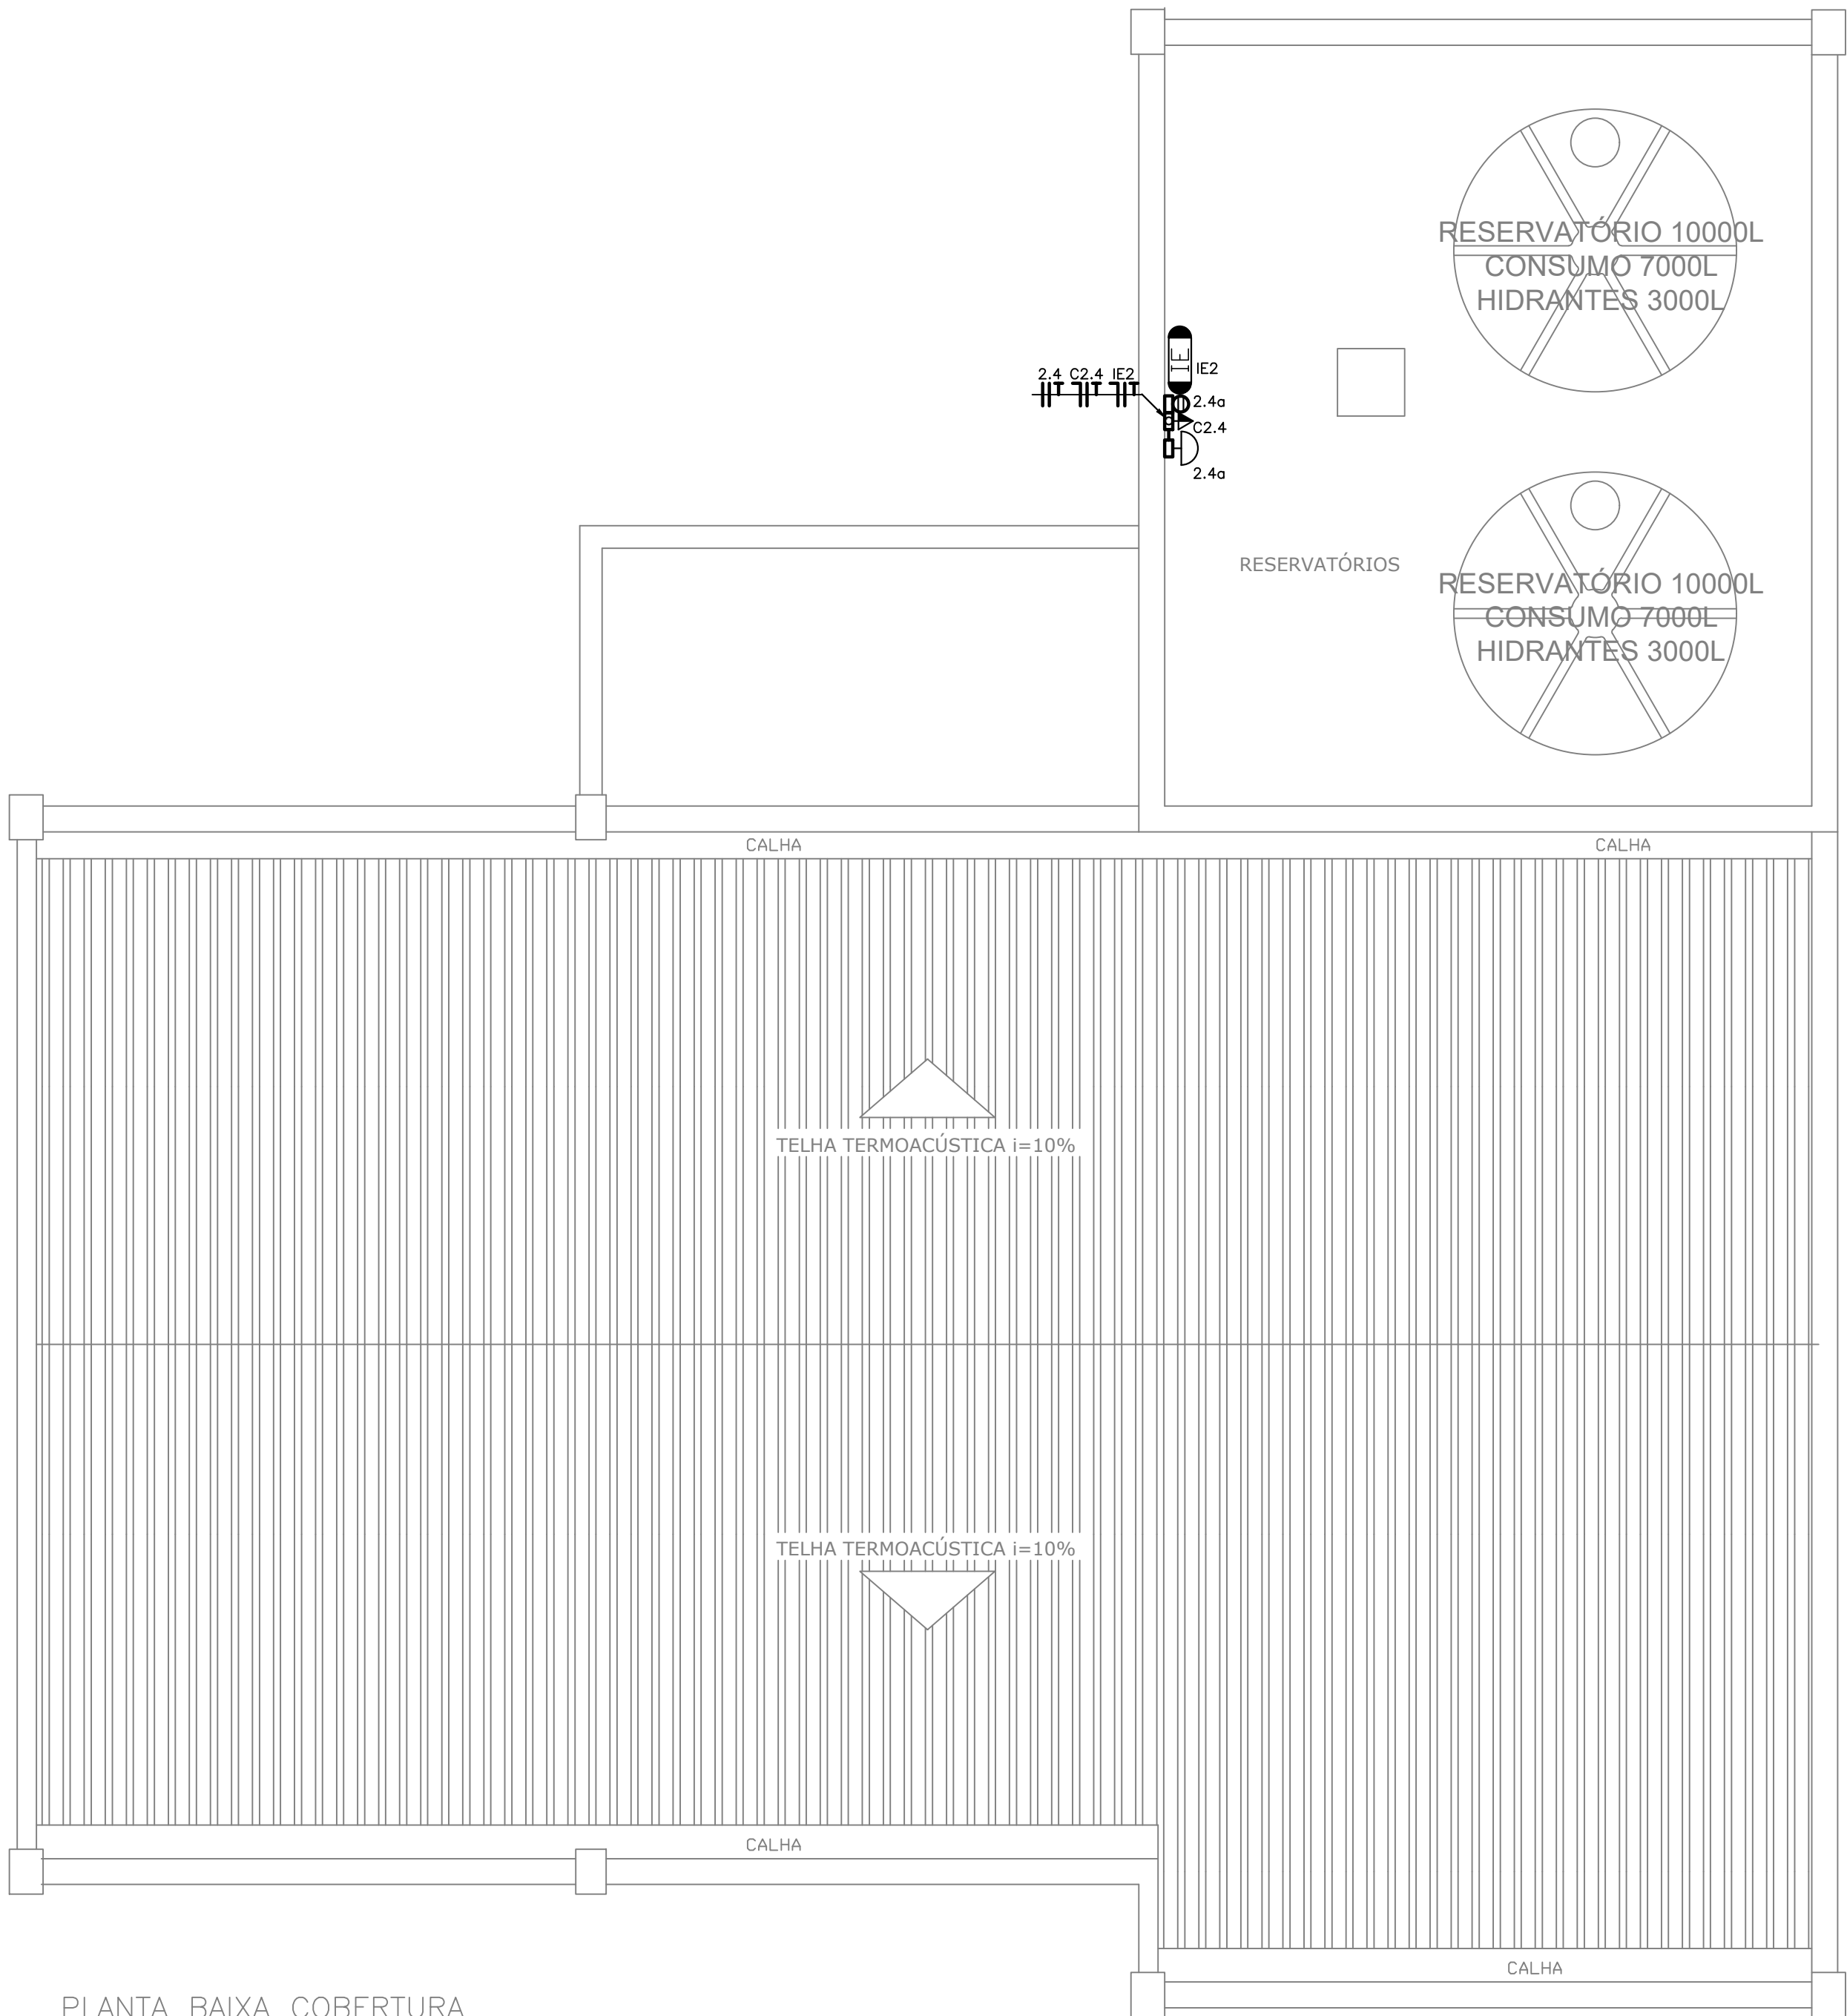 RESERVATÓRIO 10000L
CONSUMO 7000L
HIDRANTES 3000L
IE
IE2
2.4 C2.4 IE2
2.4a
C2.4
2.4a
RESERVATÓRIOS
RESERVATÓRIO 10000L
CONSUMO 7000L
HIDRANTES 3000L
CALHA
CALHA
TELHA TERMOACÚSTICA i=10%
TELHA TERMOACÚSTICA i=10%
CALHA
CALHA
PLANTA BAIXA COBERTURA